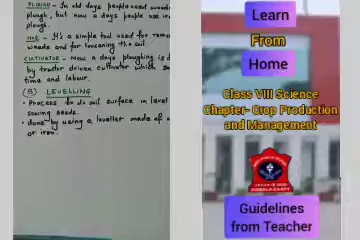 PLOUGH - In old days people used wooden
plough, but now a days people use iron
plough.
HOE - It's a simple tool used for
weeds and for loosening the soil.
CULTIVATOR - Now a days ploughing is d
by tractor driven cultivator which sa
time and labour.
(B) LEVELLING
• Process to do soil surface in level
sowing seeds.
• done by using a leveller made of
or iron.
Learn
From
Home
Class VIII Science
Chapter- Crop Production
and Management
Guidelines
from Teacher